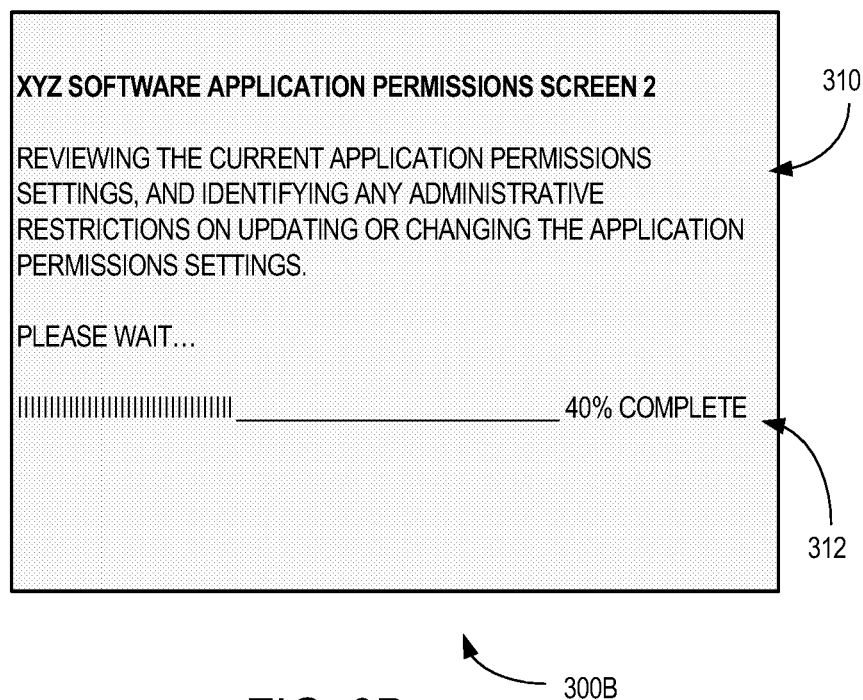 XYZ SOFTWARE APPLICATION PERMISSIONS SCREEN 2
310
REVIEWING THE CURRENT APPLICATION PERMISSIONS
SETTINGS, AND IDENTIFYING ANY ADMINISTRATIVE
RESTRICTIONS ON UPDATING OR CHANGING THE APPLICATION
PERMISSIONS SETTINGS.
PLEASE WAIT...
40% COMPLETE
312
300B